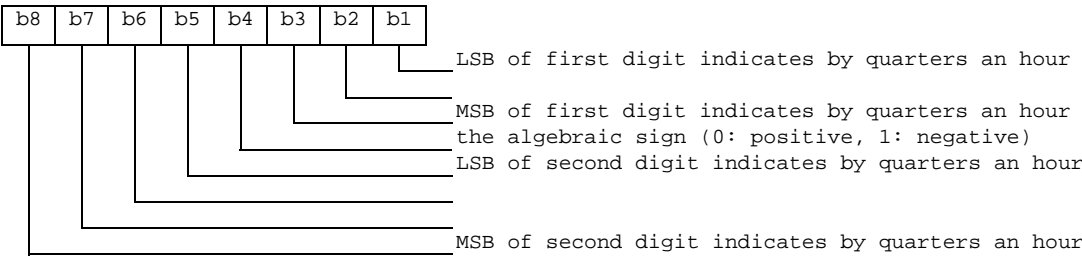 b8 b7 b6 b5 b4 b3 b2 b1
LSB of first digit indicates by quarters an hour
MSB of first digit indicates by quarters an hour
the algebraic sign (0: positive, 1: negative)
LSB of second digit indicates by quarters an hour
MSB of second digit indicates by quarters an hour